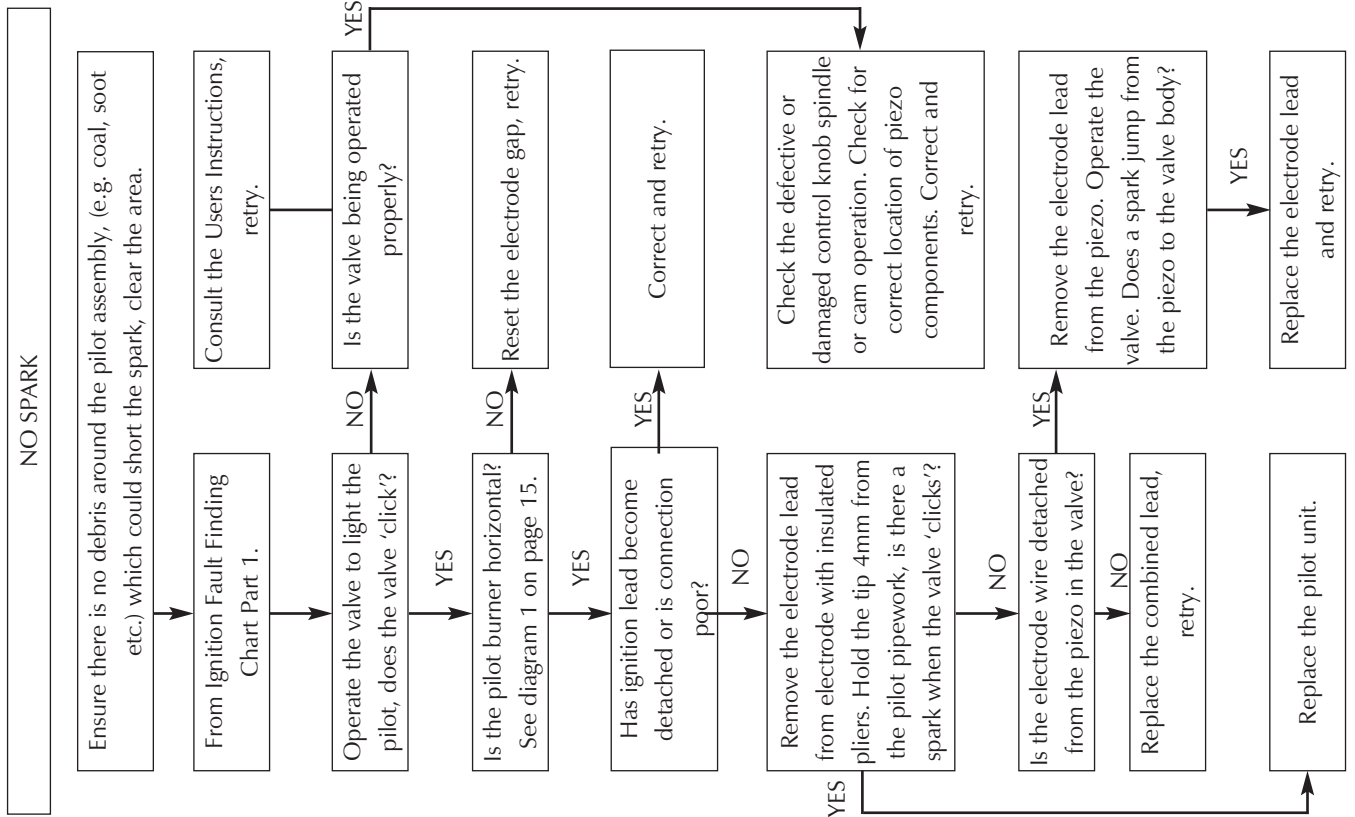 NO SPARK
Ensure there is no debris around the pilot assembly, (e.g. coal, soot
etc.) which could short the spark, clear the area.
From Ignition Fault Finding
Chart Part 1.
Consult the Users Instructions,
retry.
Operate the valve to light the
pilot, does the valve ‘click’?
NO
Is the valve being operated
properly?
YES
YES
Is the pilot burner horizontal?
See diagram 1 on page 15.
NO
Reset the electrode gap, retry.
YES
Has ignition lead become
detached or is connection
poor?
YES
Correct and retry.
NO
Remove the electrode lead
from electrode with insulated
pliers. Hold the tip 4mm from
the pilot pipework, is there a
spark when the valve ‘clicks’?
Check the defective or
damaged control knob spindle
or cam operation. Check for
correct location of piezo
components. Correct and
retry.
YES
NO
Is the electrode wire detached
from the piezo in the valve?
YES
Remove the electrode lead
from the piezo. Operate the
valve. Does a spark jump from
the piezo to the valve body?
NO
Replace the combined lead,
retry.
YES
Replace the pilot unit.
Replace the electrode lead
and retry.